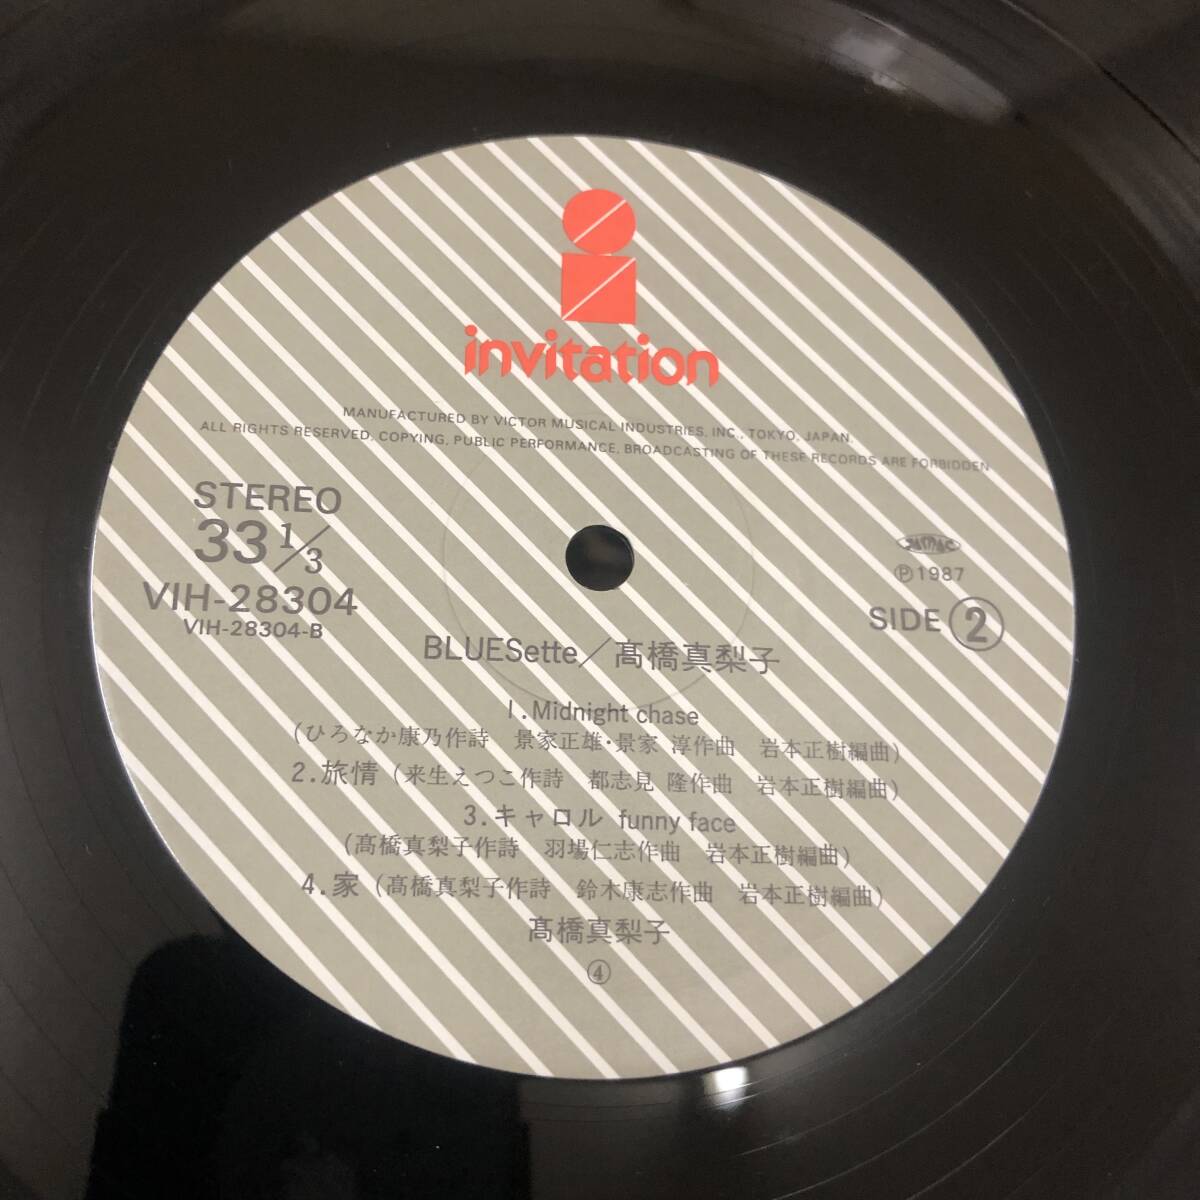 invitation
MANUFACTURED BY VICTOR MUSICAL INDUSTRIES, INC., TOKYO, JAPAN.
ALL RIGHTS RESERVED. COPYING, PUBLIC PERFORMANCE, BROADCASTING OF THESE RECORDS ARE FORBIDDEN
STEREO
33 1/3
VIH-28304
VIH-28304-B
Ⓟ1987
SIDE ②
BLUESette／髙橋真梨子
1.Midnight chase
(ひろなか康乃作詩 景家正雄・景家 淳作曲 岩本正樹編曲)
2.旅情 (来生えつこ作詩 都志見 隆作曲 岩本正樹編曲)
3.キャロル funny face
(髙橋真梨子作詩 羽場仁志作曲 岩本正樹編曲)
4.家 (髙橋真梨子作詩 鈴木康志作曲 岩本正樹編曲)
髙橋真梨子
④